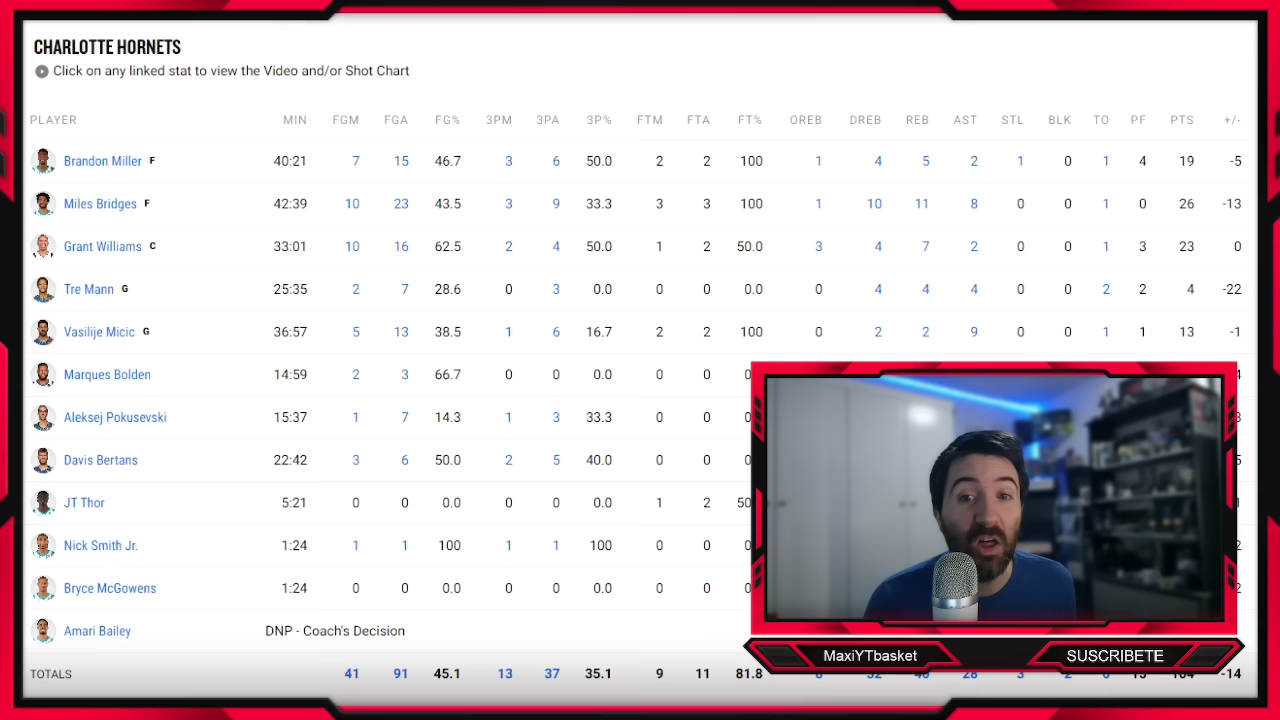 CHARLOTTE HORNETS
Click on any linked stat to view the Video and/or Shot Chart
PLAYER MIN FGM FGA FG% 3PM 3PA 3P% FTM FTA FT% OREB DREB REB AST STL BLK TO PF PTS +/-
Brandon Miller F 40:21 7 15 46.7 3 6 50.0 2 2 100 1 4 5 2 1 0 1 4 19 -5
Miles Bridges F 42:39 10 23 43.5 3 9 33.3 3 3 100 1 10 11 8 0 0 1 0 26 -13
Grant Williams C 33:01 10 16 62.5 2 4 50.0 1 2 50.0 3 4 7 2 0 0 1 3 23 0
Tre Mann G 25:35 2 7 28.6 0 3 0.0 0 0 0.0 0 4 4 4 0 0 2 2 4 -22
Vasilije Micic G 36:57 5 13 38.5 1 6 16.7 2 2 100 0 2 2 9 0 0 1 1 13 -1
Marques Bolden 14:59 2 3 66.7 0 0 0.0 0 0
Aleksej Pokusevski 15:37 1 7 14.3 1 3 33.3 0 0
Davis Bertans 22:42 3 6 50.0 2 5 40.0 0 0
JT Thor 5:21 0 0 0.0 0 0 0.0 1 2 50
Nick Smith Jr. 1:24 1 1 100 1 1 100 0 0
Bryce McGowens 1:24 0 0 0.0 0 0 0.0 0 0
Amari Bailey DNP - Coach's Decision
TOTALS 41 91 45.1 13 37 35.1 9 11 81.8 -14
MaxiYTbasket
SUSCRIBETE